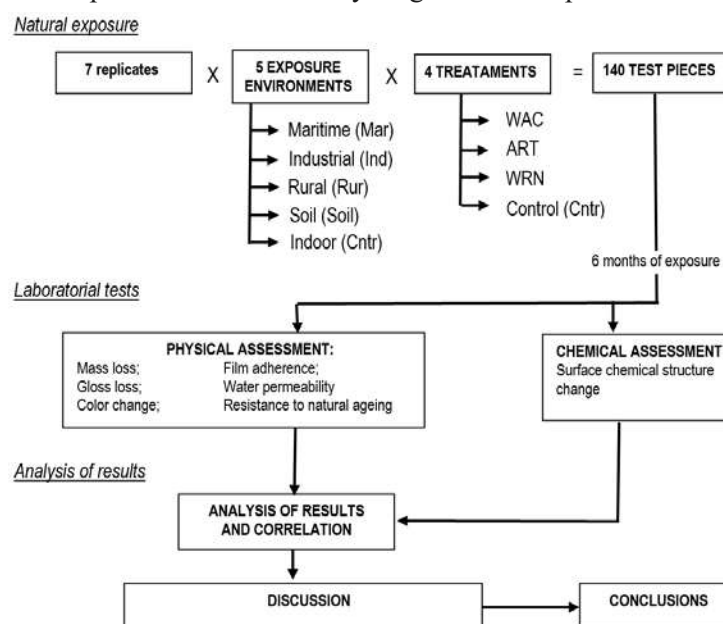 Natural exposure
7 replicates X 5 EXPOSURE ENVIRONMENTS X 4 TREATAMENTS = 140 TEST PIECES
Maritime (Mar)
Industrial (Ind)
Rural (Rur)
Soil (Soil)
Indoor (Cntr)
WAC
ART
WRN
Control (Cntr)
6 months of exposure
Laboratorial tests
PHYSICAL ASSESSMENT:
Mass loss; Film adherence;
Gloss loss; Water permeability
Color change; Resistance to natural ageing
CHEMICAL ASSESSMENT
Surface chemical structure
change
Analysis of results
ANALYSIS OF RESULTS
AND CORRELATION
DISCUSSION
CONCLUSIONS